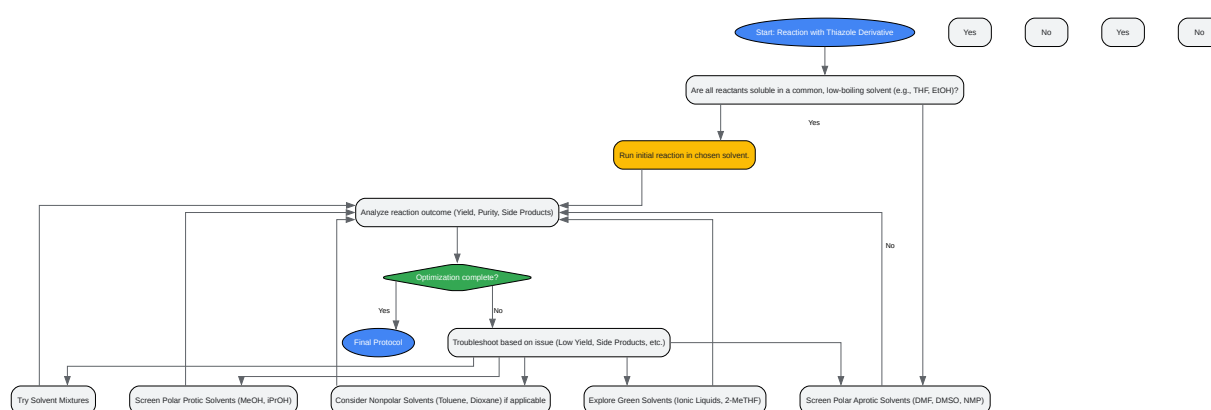 Start: Reaction with Thiazole Derivative
Yes
No
Yes
No
Are all reactants soluble in a common, low-boiling solvent (e.g., THF, EtOH)?
Yes
Run initial reaction in chosen solvent.
Analyze reaction outcome (Yield, Purity, Side Products)
No
Optimization complete?
Yes
No
Final Protocol
Troubleshoot based on issue (Low Yield, Side Products, etc.)
Try Solvent Mixtures
Screen Polar Protic Solvents (MeOH, iPrOH)
Consider Nonpolar Solvents (Toluene, Dioxane) if applicable
Explore Green Solvents (Ionic Liquids, 2-MeTHF)
Screen Polar Aprotic Solvents (DMF, DMSO, NMP)